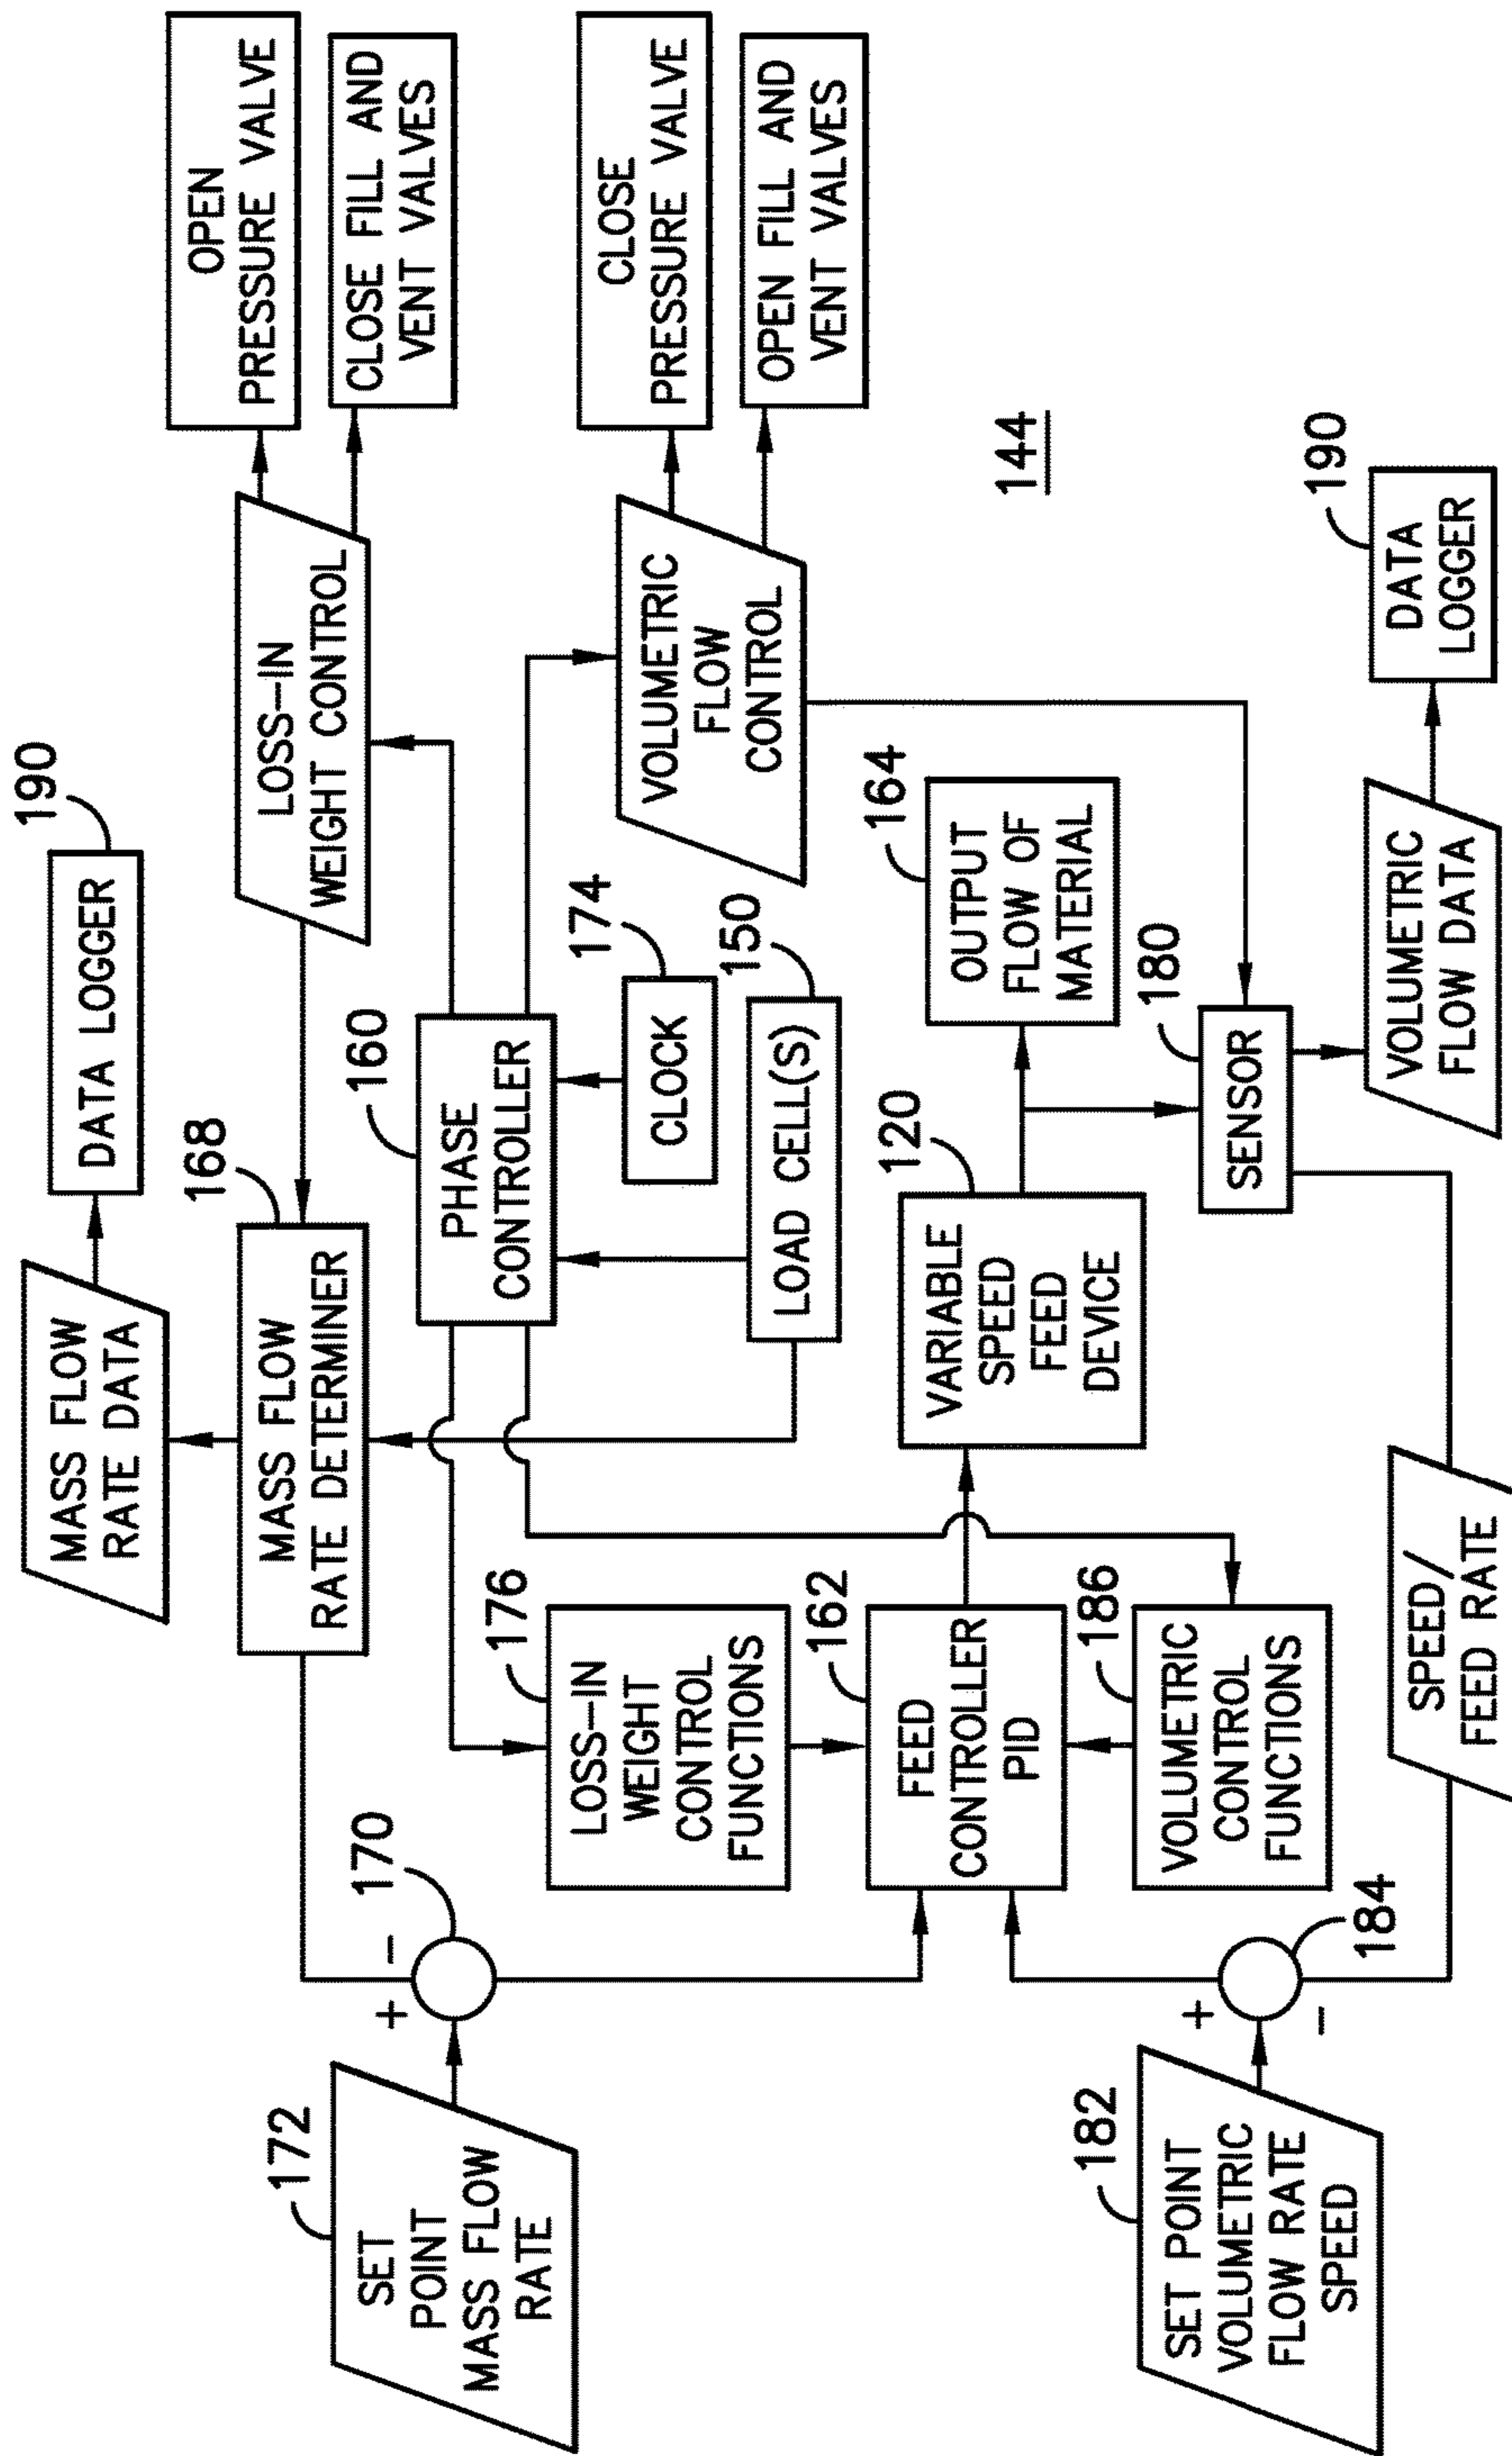 190
MASS FLOW
RATE DATA
DATA LOGGER
OPEN
PRESSURE VALVE
172
SET
POINT
MASS FLOW
RATE
+
-
170
168
MASS FLOW
RATE DETERMINER
LOSS-IN
WEIGHT CONTROL
CLOSE FILL AND
VENT VALVES
160
PHASE
CONTROLLER
176
LOSS-IN
WEIGHT
CONTROL
FUNCTIONS
174
CLOCK
150
LOAD CELL(S)
VOLUMETRIC
FLOW
CONTROL
CLOSE
PRESSURE VALVE
OPEN FILL AND
VENT VALVES
162
FEED
CONTROLLER
PID
120
VARIABLE
SPEED
FEED
DEVICE
164
OUTPUT
FLOW OF
MATERIAL
144
182
SET POINT
VOLUMETRIC
FLOW RATE
SPEED
+
-
184
186
VOLUMETRIC
CONTROL
FUNCTIONS
180
SENSOR
190
DATA
LOGGER
SPEED/
FEED RATE
VOLUMETRIC
FLOW DATA